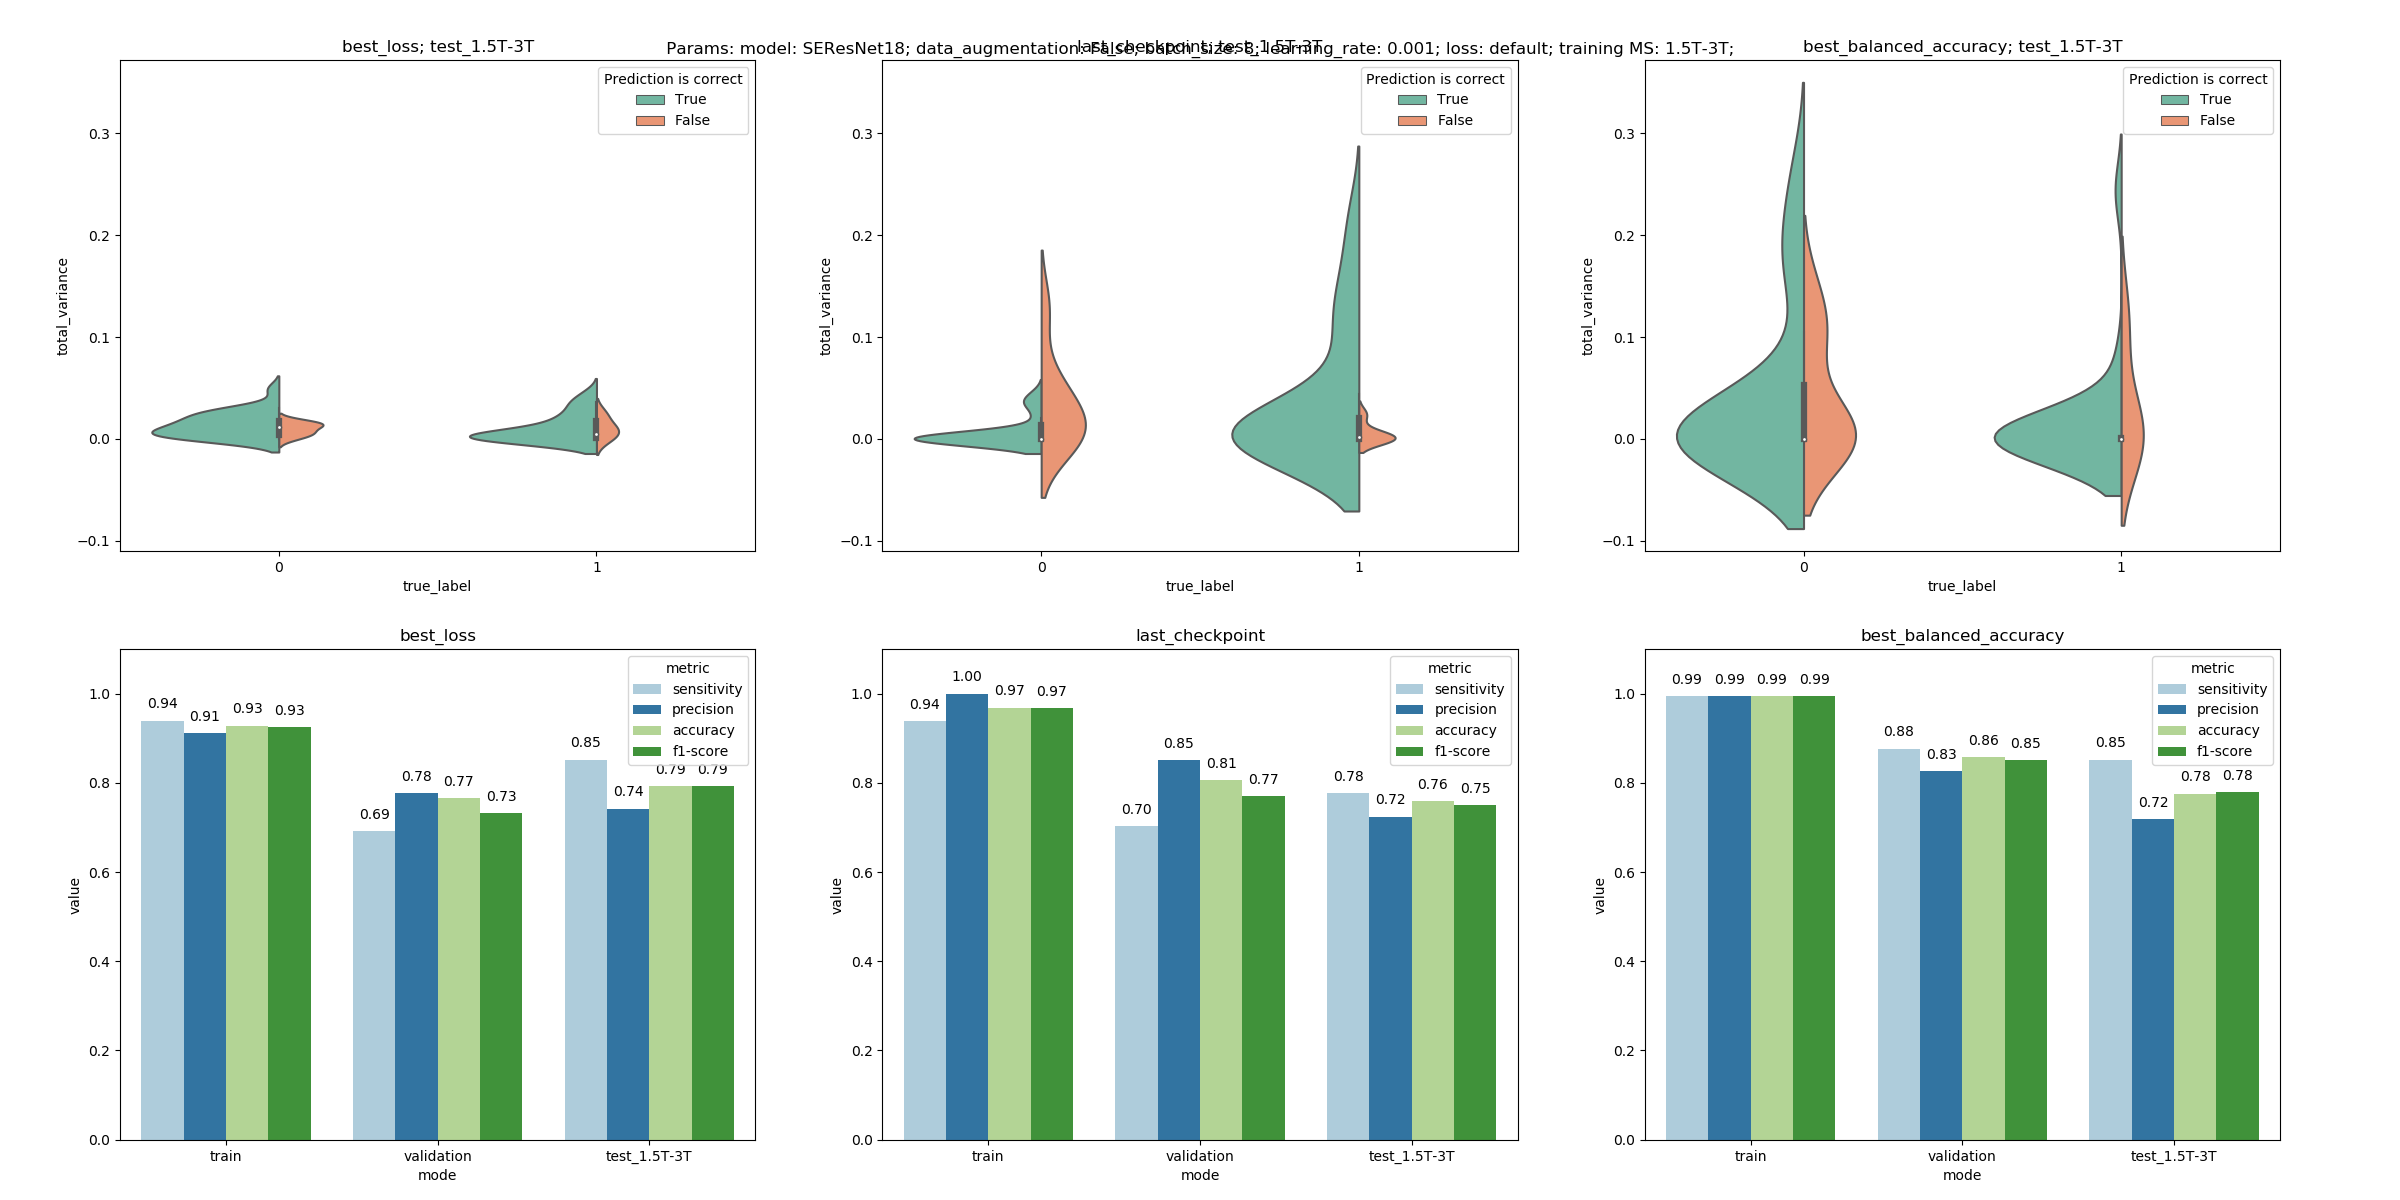 Params: model: SEResNet18; data_augmentation: False; batch_size: 8; learning_rate: 0.001; loss: default; training MS: 1.5T-3T;
best_loss; test_1.5T-3T
last_checkpoint; test_1.5T-3T
best_balanced_accuracy; test_1.5T-3T
total_variance
0.3
0.2
0.1
0.0
−0.1
Prediction is correct
True
False
0
1
true_label
total_variance
0.3
0.2
0.1
0.0
−0.1
Prediction is correct
True
False
0
1
true_label
total_variance
0.3
0.2
0.1
0.0
−0.1
Prediction is correct
True
False
0
1
true_label
best_loss
value
1.0
0.8
0.6
0.4
0.2
0.0
metric
sensitivity
precision
accuracy
f1-score
0.94
0.91
0.93
0.93
0.69
0.78
0.77
0.73
0.85
0.74
0.79
0.79
train
validation
test_1.5T-3T
mode
last_checkpoint
value
1.0
0.8
0.6
0.4
0.2
0.0
metric
sensitivity
precision
accuracy
f1-score
0.94
1.00
0.97
0.97
0.70
0.85
0.81
0.77
0.78
0.72
0.76
0.75
train
validation
test_1.5T-3T
mode
best_balanced_accuracy
value
1.0
0.8
0.6
0.4
0.2
0.0
metric
sensitivity
precision
accuracy
f1-score
0.99
0.99
0.99
0.99
0.88
0.83
0.86
0.85
0.85
0.72
0.78
0.78
train
validation
test_1.5T-3T
mode